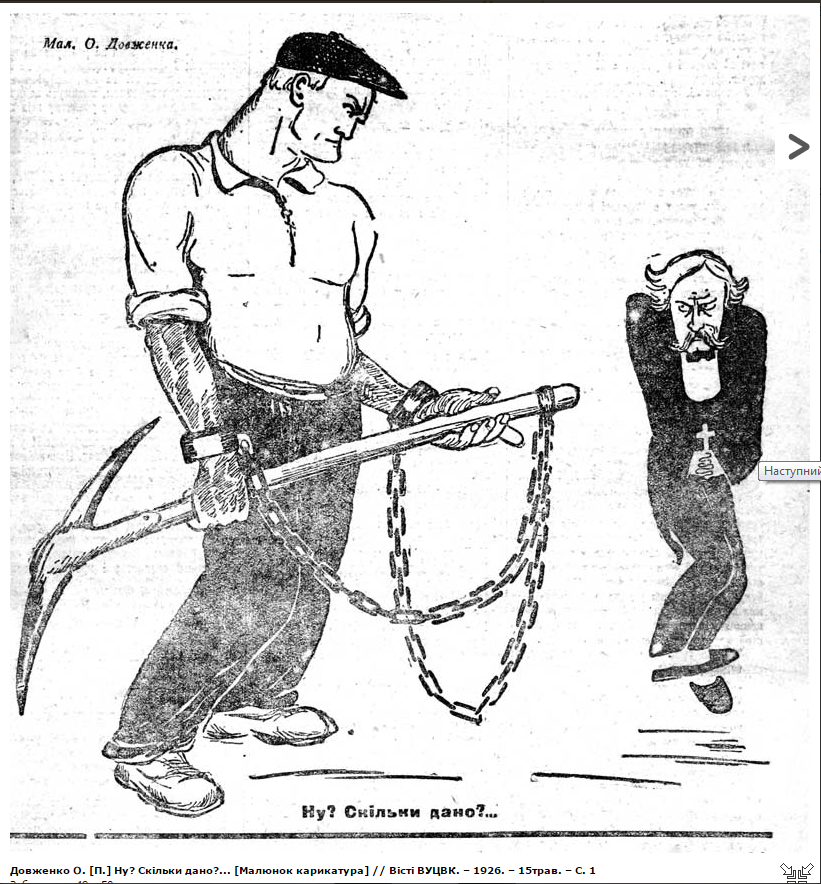 Мал. О. Довженка.
Наступний
Ну? Скільки дано?...
Довженко О. [П.] Ну? Скільки дано?... [Малюнок карикатура] // Вісті ВУЦВК. – 1926. – 15трав. – С. 1